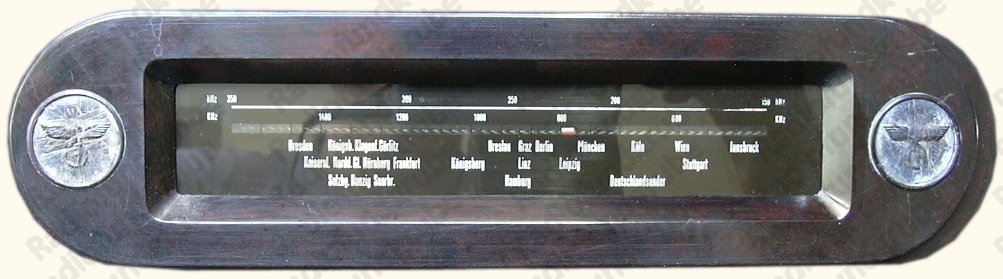 kHz 350 300 250 200 150 kHz
KHz 1400 1200 1000 800 600 KHz
Dresden Königsb. Klagenf. Görlitz Breslau Graz Berlin München Köln Wien Innsbruck
Kaisersl. Nordd. Gl. Nürnberg Frankfurt Königsberg Linz Leipzig Stuttgart
Salzbg. Danzig Saarbr. Hamburg Deutschlandsender